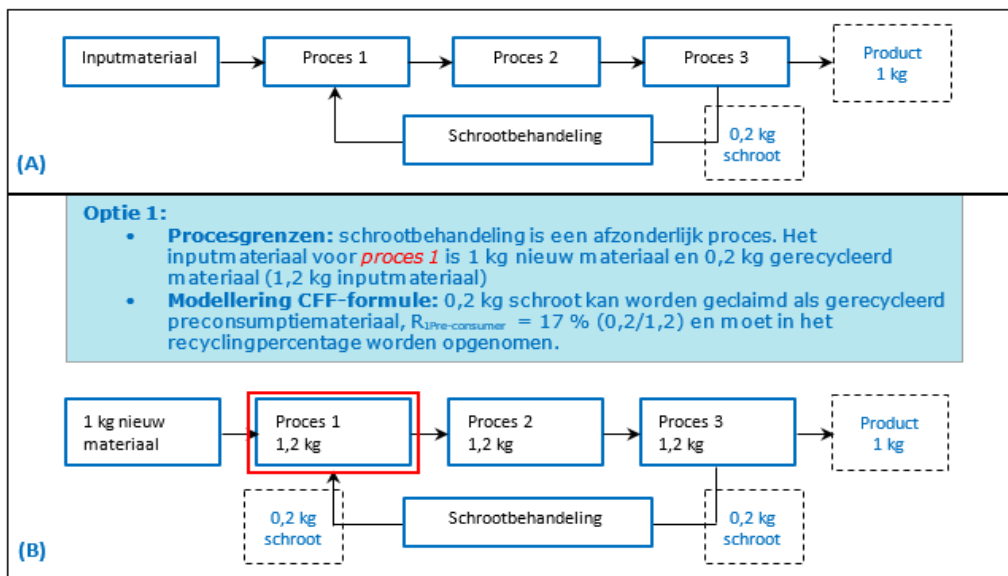 Inputmateriaal
Proces 1
Proces 2
Proces 3
Product
1 kg
Schrootbehandeling
0,2 kg
schroot
(A)
Optie 1:
• Procesgrenzen: schrootbehandeling is een afzonderlijk proces. Het
inputmateriaal voor proces 1 is 1 kg nieuw materiaal en 0,2 kg gerecycleerd
materiaal (1,2 kg inputmateriaal)
• Modellering CFF-formule: 0,2 kg schroot kan worden geclaimd als gerecycleerd
preconsumptiemateriaal, R1Pre-consumer = 17 % (0,2/1,2) en moet in het
recyclingpercentage worden opgenomen.
1 kg nieuw
materiaal
Proces 1
1,2 kg
Proces 2
1,2 kg
Proces 3
1,2 kg
Product
1 kg
0,2 kg
schroot
Schrootbehandeling
0,2 kg
schroot
(B)